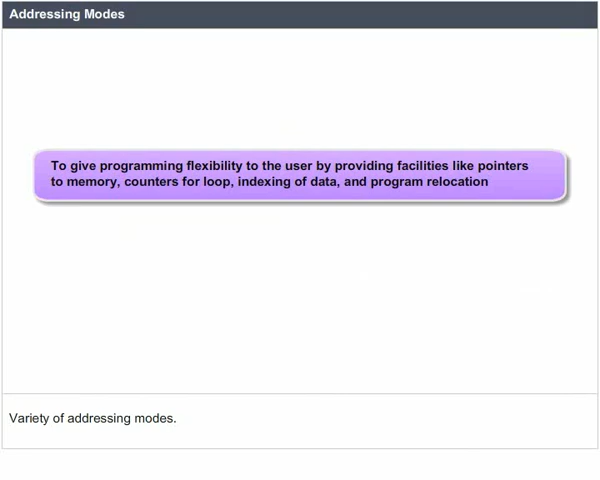 Addressing Modes
To give programming flexibility to the user by providing facilities like pointers
to memory, counters for loop, indexing of data, and program relocation
Variety of addressing modes.